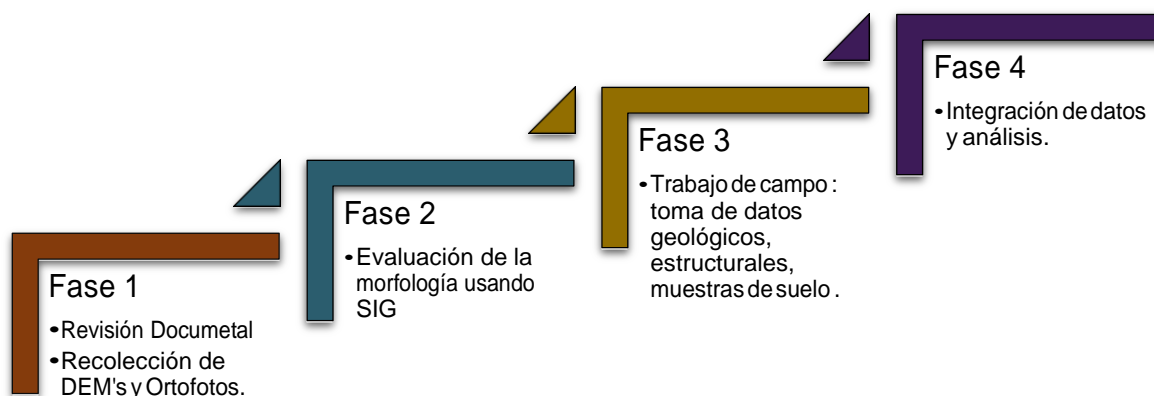 Fase 1
•Revisión Documetal
•Recolección de
DEM's y Ortofotos.
Fase 2
•Evaluación de la
morfología usando
SIG
Fase 3
•Trabajo de campo :
toma de datos
geológicos,
estructurales,
muestras de suelo .
Fase 4
•Integración de datos
y análisis.